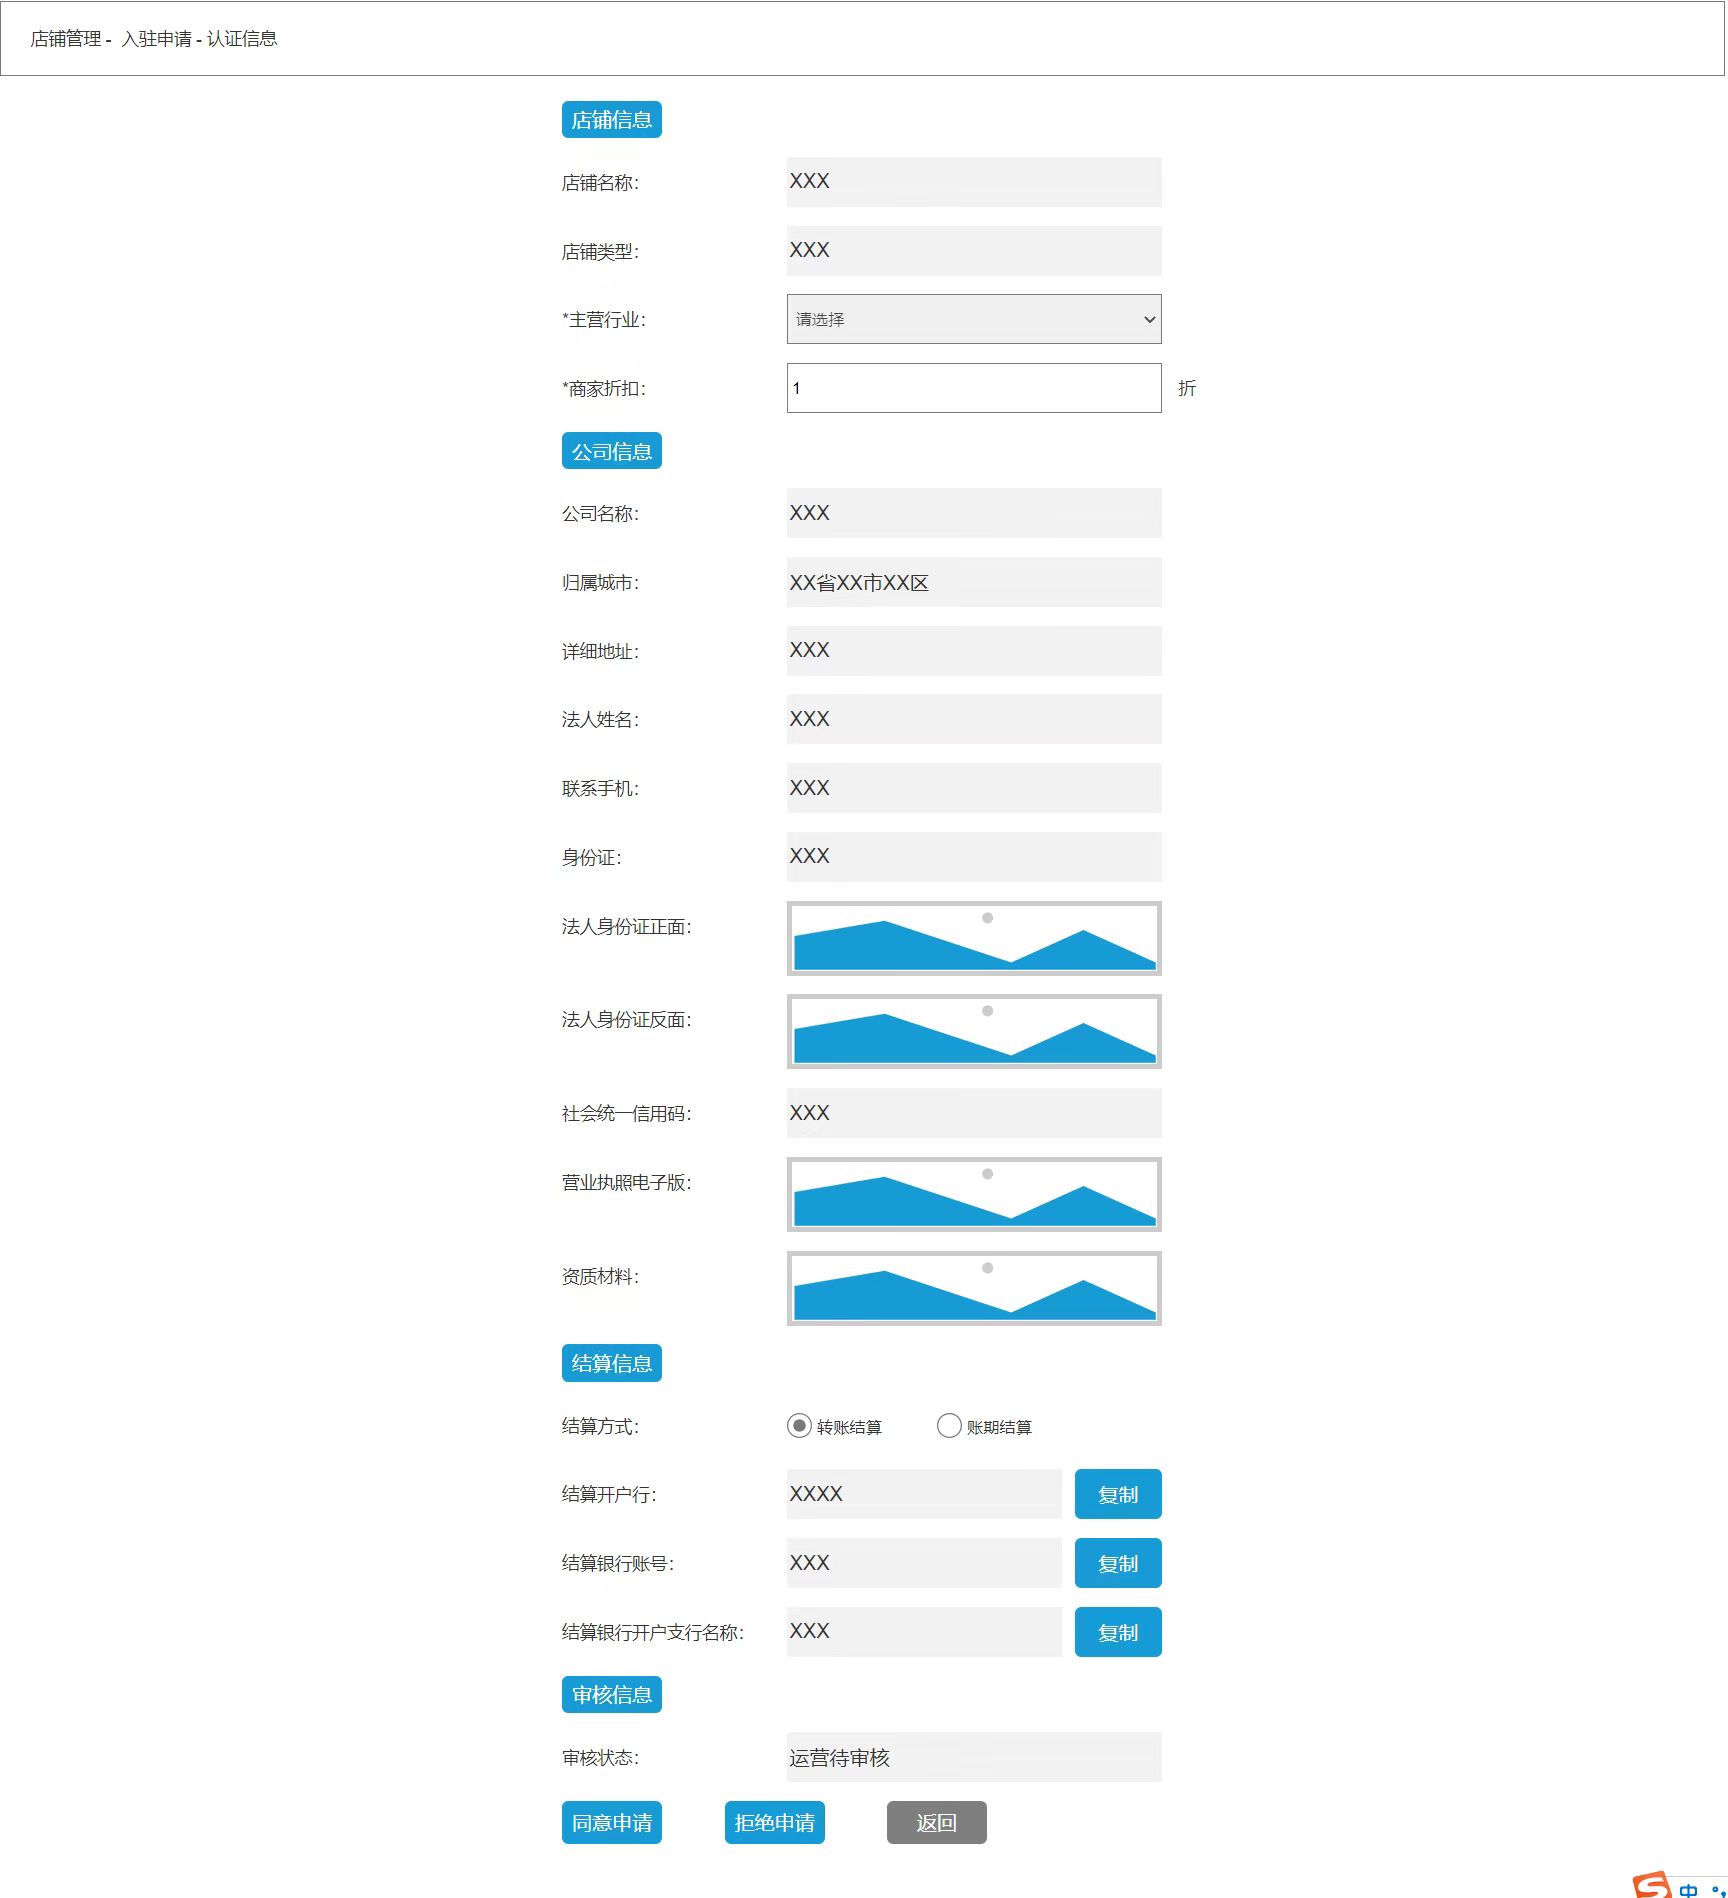 店铺管理 - 入驻申请 - 认证信息
店铺信息
店铺名称： XXX
店铺类型： XXX
*主营行业： 请选择
*商家折扣： 1 折
公司信息
公司名称： XXX
归属城市： XX省XX市XX区
详细地址： XXX
法人姓名： XXX
联系手机： XXX
身份证： XXX
法人身份证正面：
法人身份证反面：
社会统一信用码： XXX
营业执照电子版：
资质材料：
结算信息
结算方式： 转账结算 账期结算
结算开户行： XXXX 复制
结算银行账号： XXX 复制
结算银行开户支行名称： XXX 复制
审核信息
审核状态： 运营待审核
同意申请 拒绝申请 返回
S 中